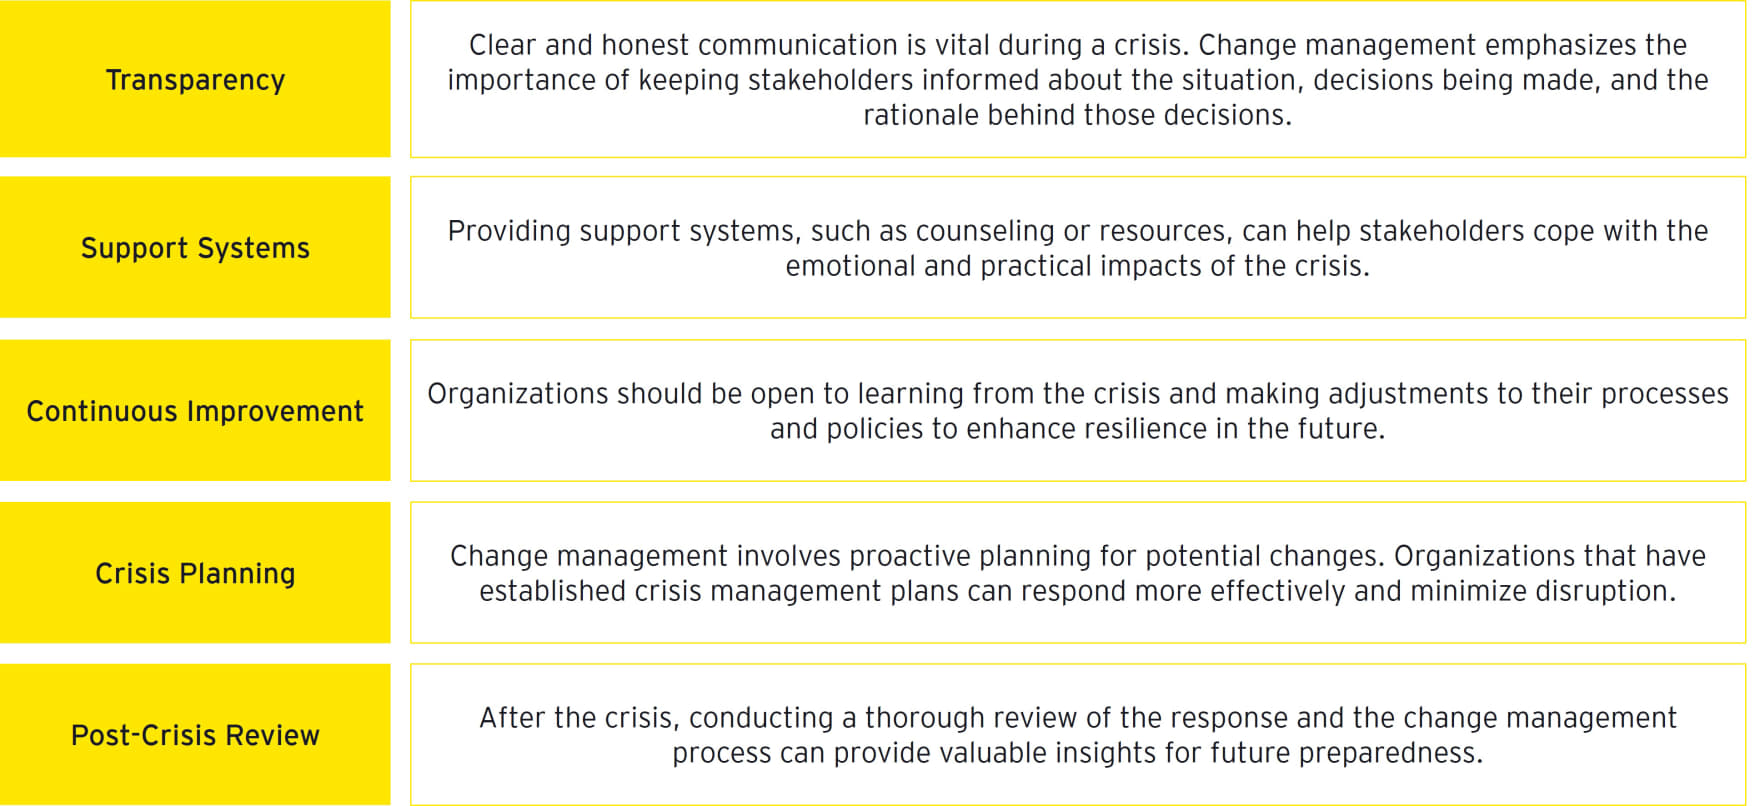 Transparency
Clear and honest communication is vital during a crisis. Change management emphasizes the
importance of keeping stakeholders informed about the situation, decisions being made, and the
rationale behind those decisions.
Support Systems
Providing support systems, such as counseling or resources, can help stakeholders cope with the
emotional and practical impacts of the crisis.
Continuous Improvement
Organizations should be open to learning from the crisis and making adjustments to their processes
and policies to enhance resilience in the future.
Crisis Planning
Change management involves proactive planning for potential changes. Organizations that have
established crisis management plans can respond more effectively and minimize disruption.
Post-Crisis Review
After the crisis, conducting a thorough review of the response and the change management
process can provide valuable insights for future preparedness.